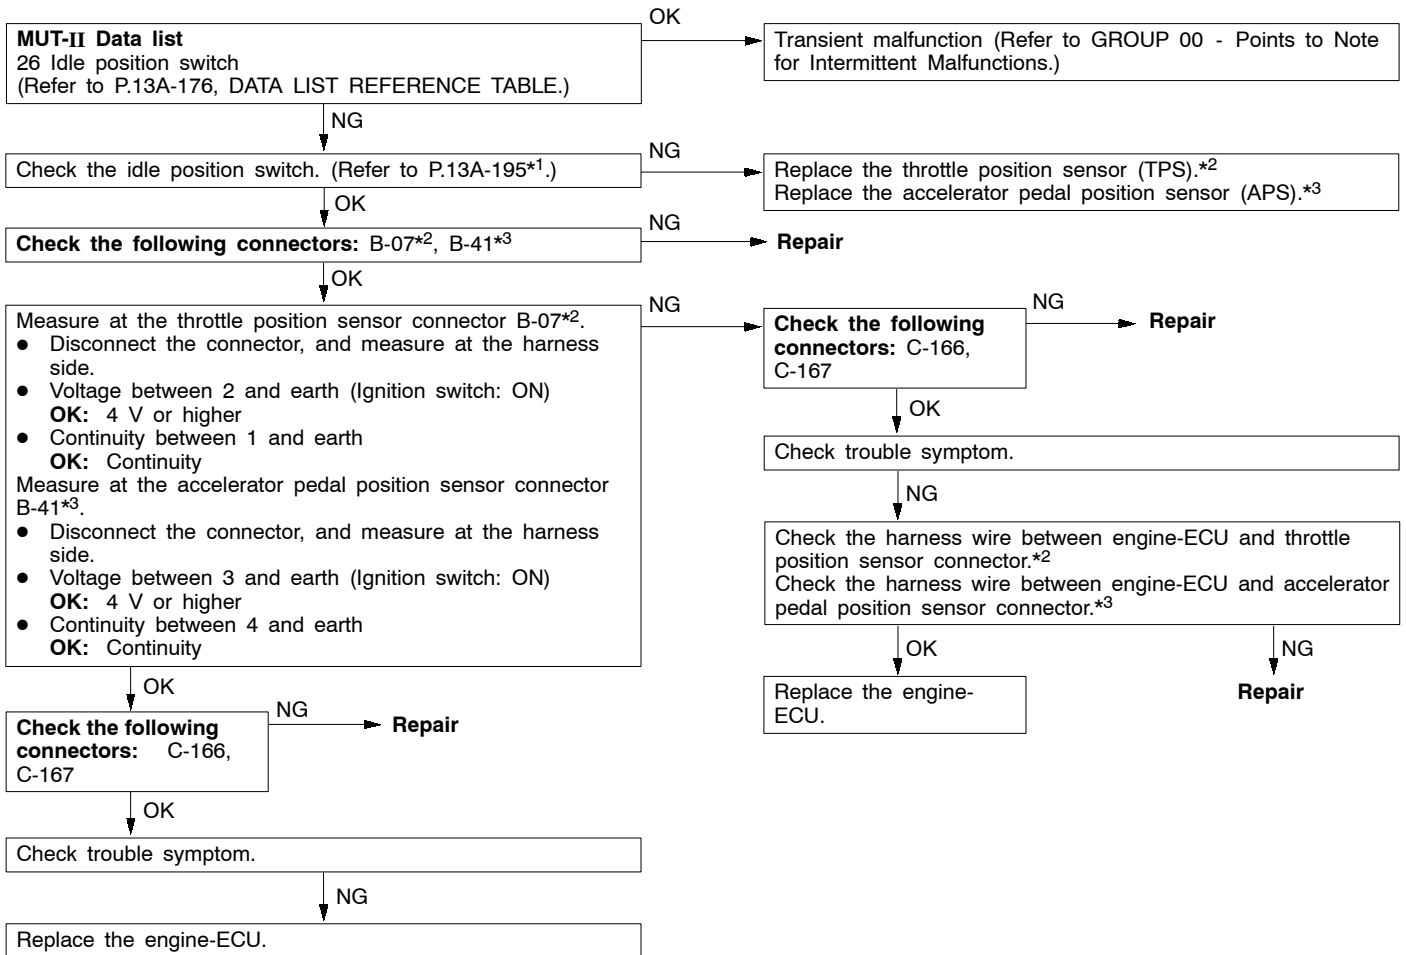 OK
MUT-II Data list
26 Idle position switch
(Refer to P.13A-176, DATA LIST REFERENCE TABLE.)
Transient malfunction (Refer to GROUP 00 - Points to Note
for Intermittent Malfunctions.)
NG
Check the idle position switch. (Refer to P.13A-195*1.)
NG
Replace the throttle position sensor (TPS).*2
Replace the accelerator pedal position sensor (APS).*3
OK
Check the following connectors: B-07*2, B-41*3
NG
Repair
OK
Measure at the throttle position sensor connector B-07*2.
● Disconnect the connector, and measure at the harness
side.
● Voltage between 2 and earth (Ignition switch: ON)
OK: 4 V or higher
● Continuity between 1 and earth
OK: Continuity
Measure at the accelerator pedal position sensor connector
B-41*3.
● Disconnect the connector, and measure at the harness
side.
● Voltage between 3 and earth (Ignition switch: ON)
OK: 4 V or higher
● Continuity between 4 and earth
OK: Continuity
NG
Check the following
connectors: C-166,
C-167
NG
Repair
OK
Check trouble symptom.
NG
Check the harness wire between engine-ECU and throttle
position sensor connector.*2
Check the harness wire between engine-ECU and accelerator
pedal position sensor connector.*3
OK
Replace the engine-
ECU.
NG
Repair
OK
Check the following
connectors: C-166,
C-167
NG
Repair
OK
Check trouble symptom.
NG
Replace the engine-ECU.